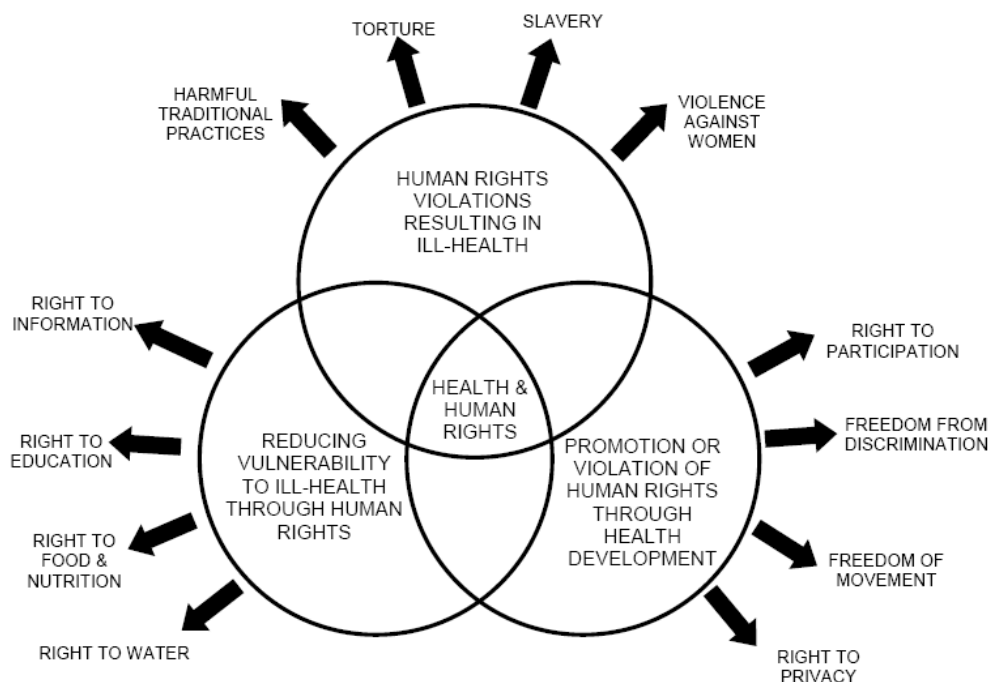 TORTURE
SLAVERY
HARMFUL
TRADITIONAL
PRACTICES
VIOLENCE
AGAINST
WOMEN
HUMAN RIGHTS
VIOLATIONS
RESULTING IN
ILL-HEALTH
RIGHT TO
INFORMATION
RIGHT TO
EDUCATION
RIGHT TO
FOOD &
NUTRITION
RIGHT TO WATER
REDUCING
VULNERABILITY
TO ILL-HEALTH
THROUGH HUMAN
RIGHTS
HEALTH &
HUMAN
RIGHTS
PROMOTION OR
VIOLATION OF
HUMAN RIGHTS
THROUGH
HEALTH
DEVELOPMENT
RIGHT TO
PARTICIPATION
FREEDOM FROM
DISCRIMINATION
FREEDOM OF
MOVEMENT
RIGHT TO
PRIVACY